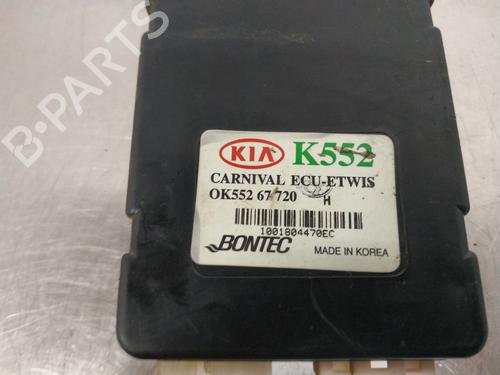 B-PARTS
KIA K552
CARNIVAL ECU-ETWIS
OK552 67 720 H
1001804470EC
BONTEC MADE IN KOREA